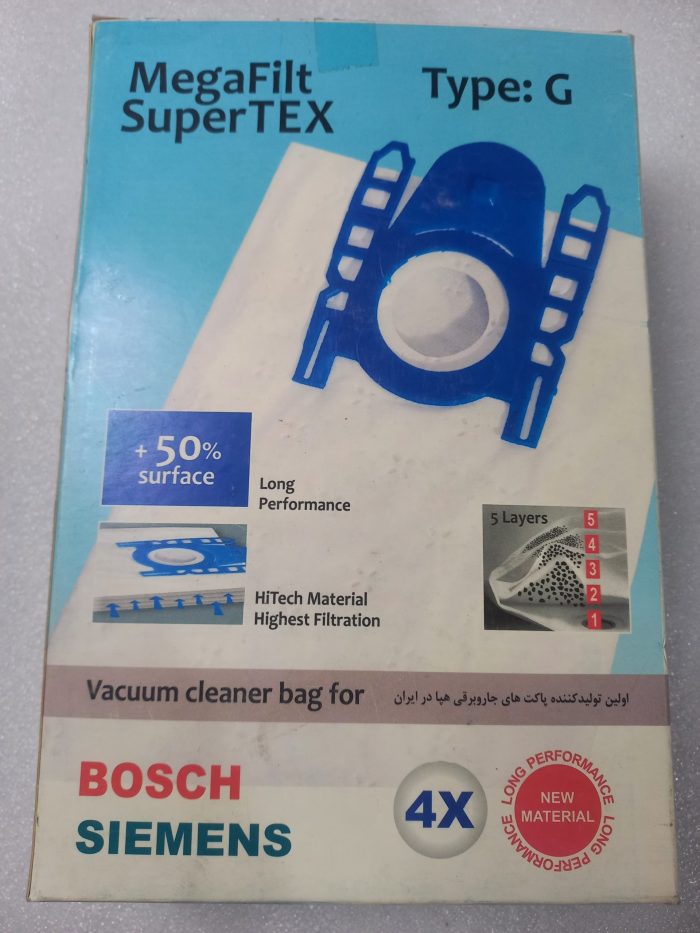 MegaFilt
SuperTEX
Type: G
+ 50%
surface
Long
Performance
5 Layers
5
4
3
2
1
HiTech Material
Highest Filtration
Vacuum cleaner bag for
اولین تولیدکننده پاکت های جاروبرقی هپا در ایران
BOSCH
SIEMENS
4X
LONG PERFORMANCE LONG PERFORMANCE
NEW
MATERIAL